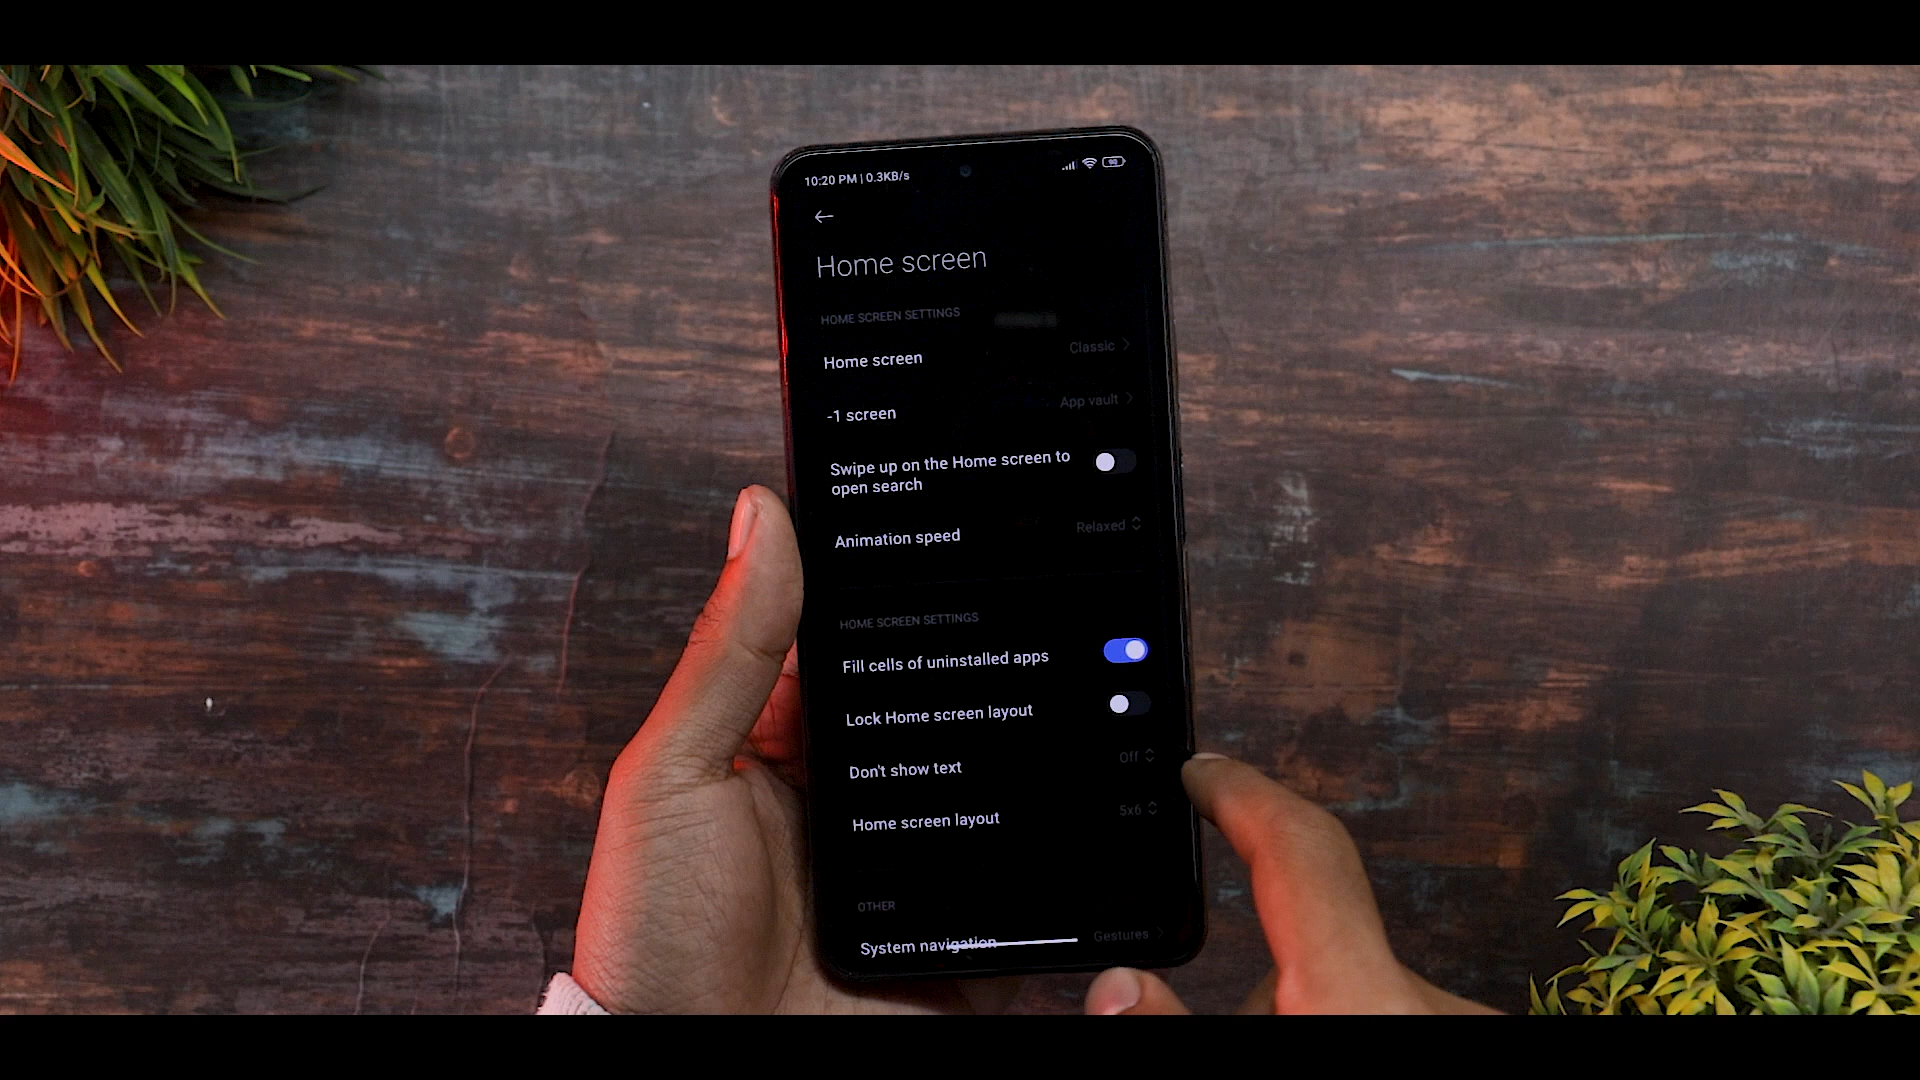 10:20 PM | 0.3KB/s
90
Home screen
HOME SCREEN SETTINGS
Home screen
Classic
-1 screen
App vault
Swipe up on the Home screen to
open search
Animation speed
Relaxed
HOME SCREEN SETTINGS
Fill cells of uninstalled apps
Lock Home screen layout
Don't show text
Off
Home screen layout
5x6
OTHER
System navigation
Gestures